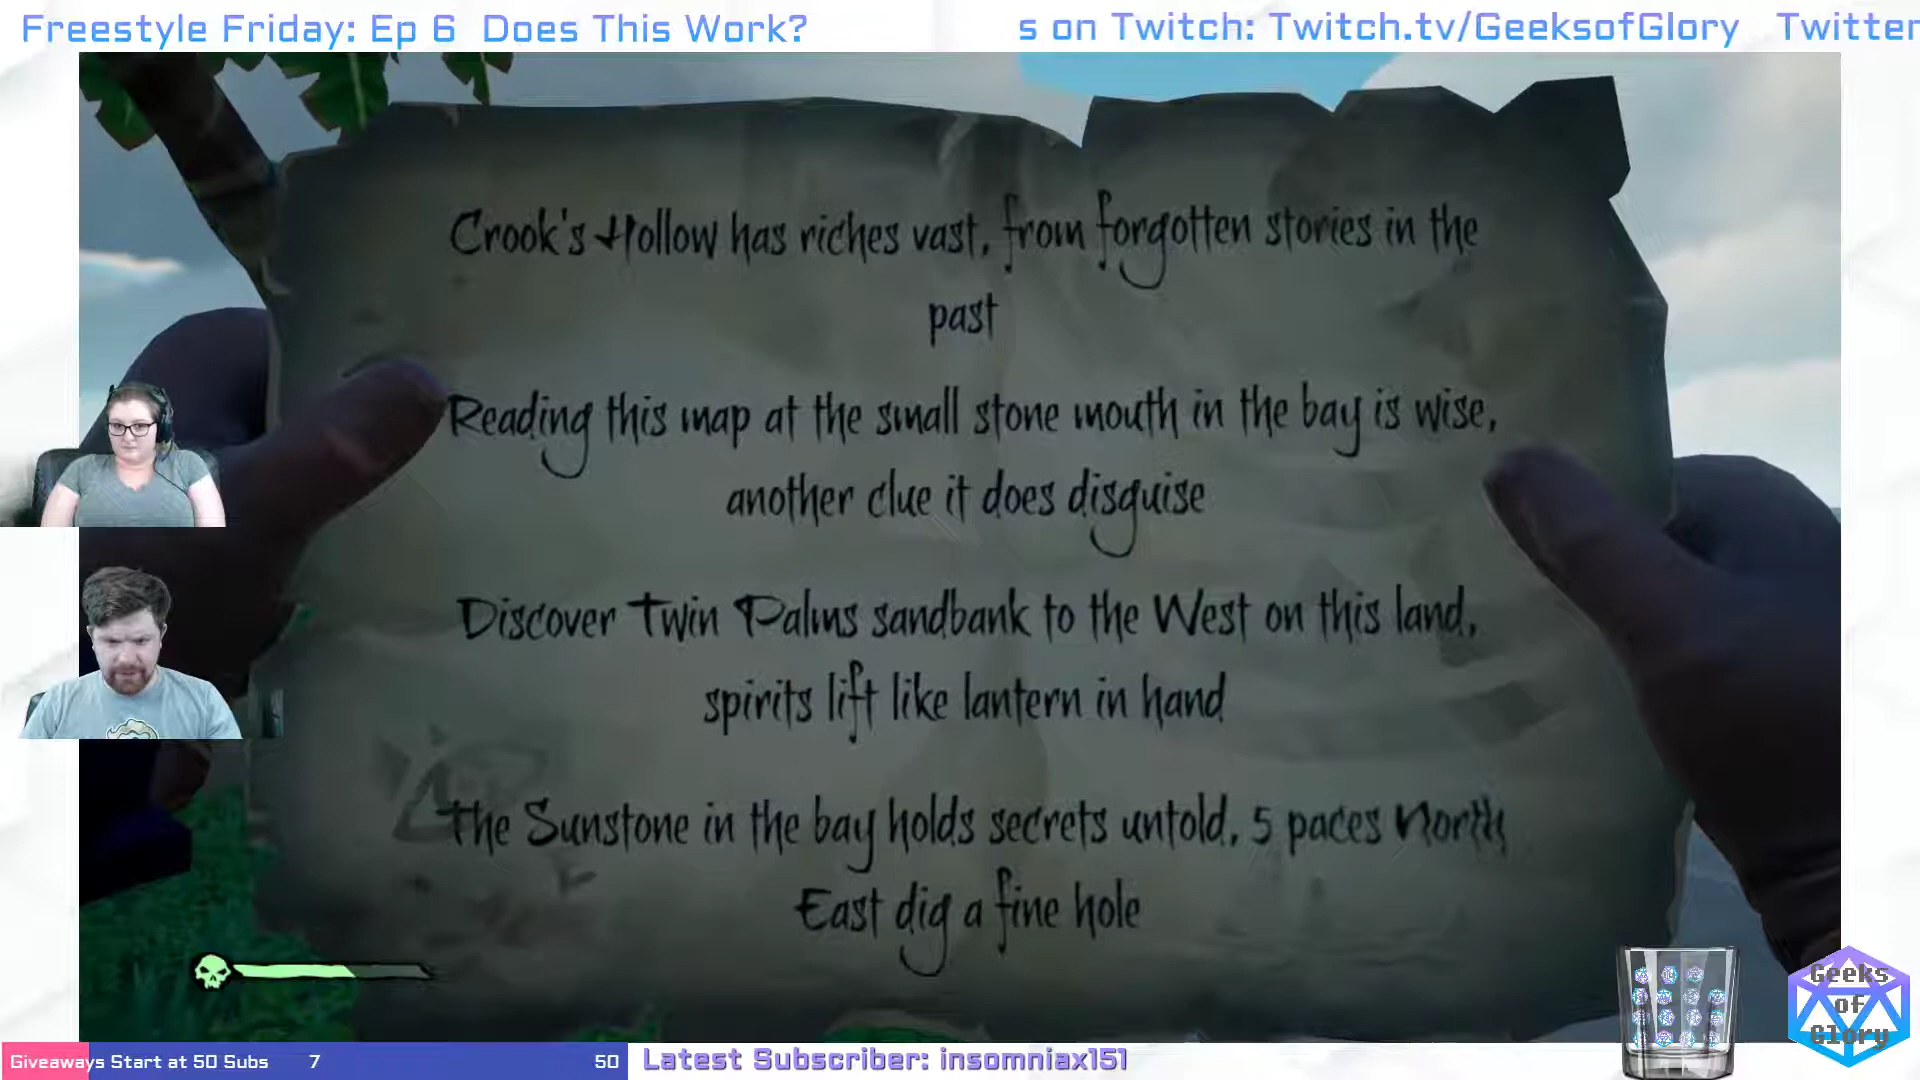 Freestyle Friday: Ep 6 Does This Work?
s on Twitch: Twitch.tv/GeeksofGlory Twitter
Crook's Hollow has riches vast, from forgotten stories in the
past
Reading this map at the small stone mouth in the bay is wise,
another clue it does disguise
Discover Twin Palms sandbank to the West on this land,
spirits lift like lantern in hand
The Sunstone in the bay holds secrets untold, 5 paces North
East dig a fine hole
Geeks
of
Glory
Giveaways Start at 50 Subs 7 50
Latest Subscriber: insomniax151